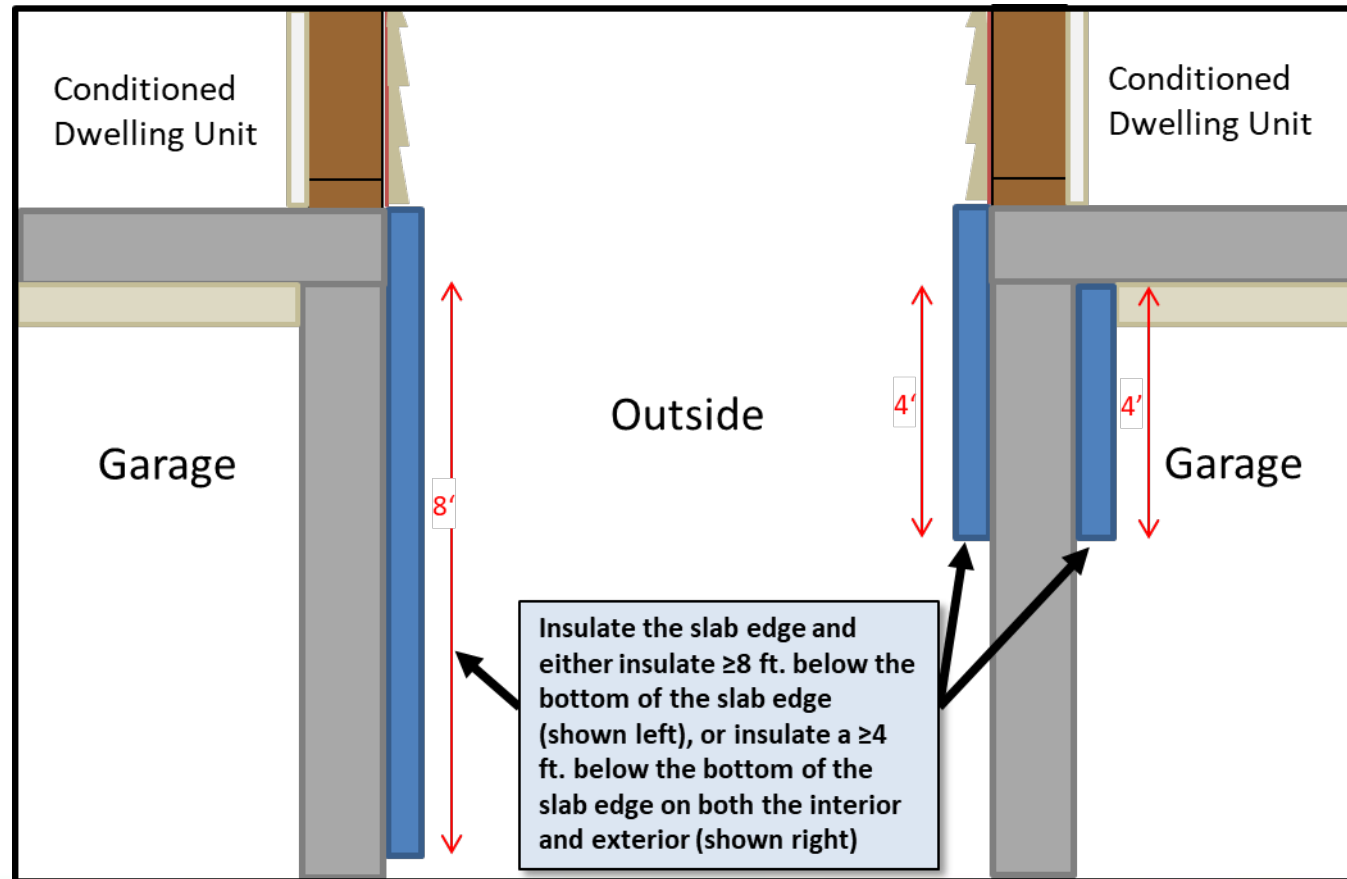 Conditioned
Dwelling Unit
Conditioned
Dwelling Unit
Outside
Garage
Garage
8‘
4‘
4’
Insulate the slab edge and
either insulate ≥8 ft. below the
bottom of the slab edge
(shown left), or insulate a ≥4
ft. below the bottom of the
slab edge on both the interior
and exterior (shown right)